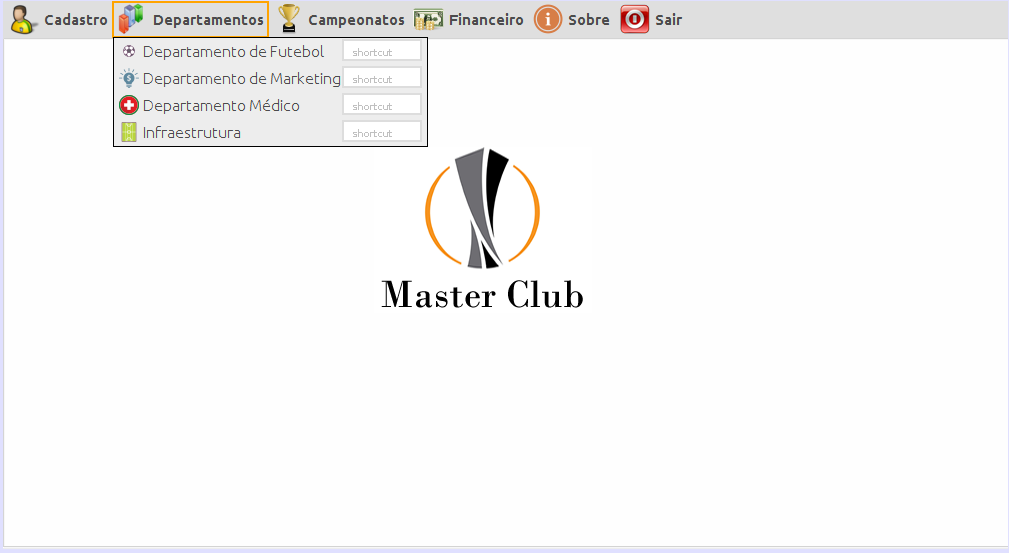 Cadastro Departamentos Campeonatos Financeiro Sobre Sair
Departamento de Futebol shortcut
Departamento de Marketing shortcut
Departamento Médico shortcut
Infraestrutura shortcut
Master Club